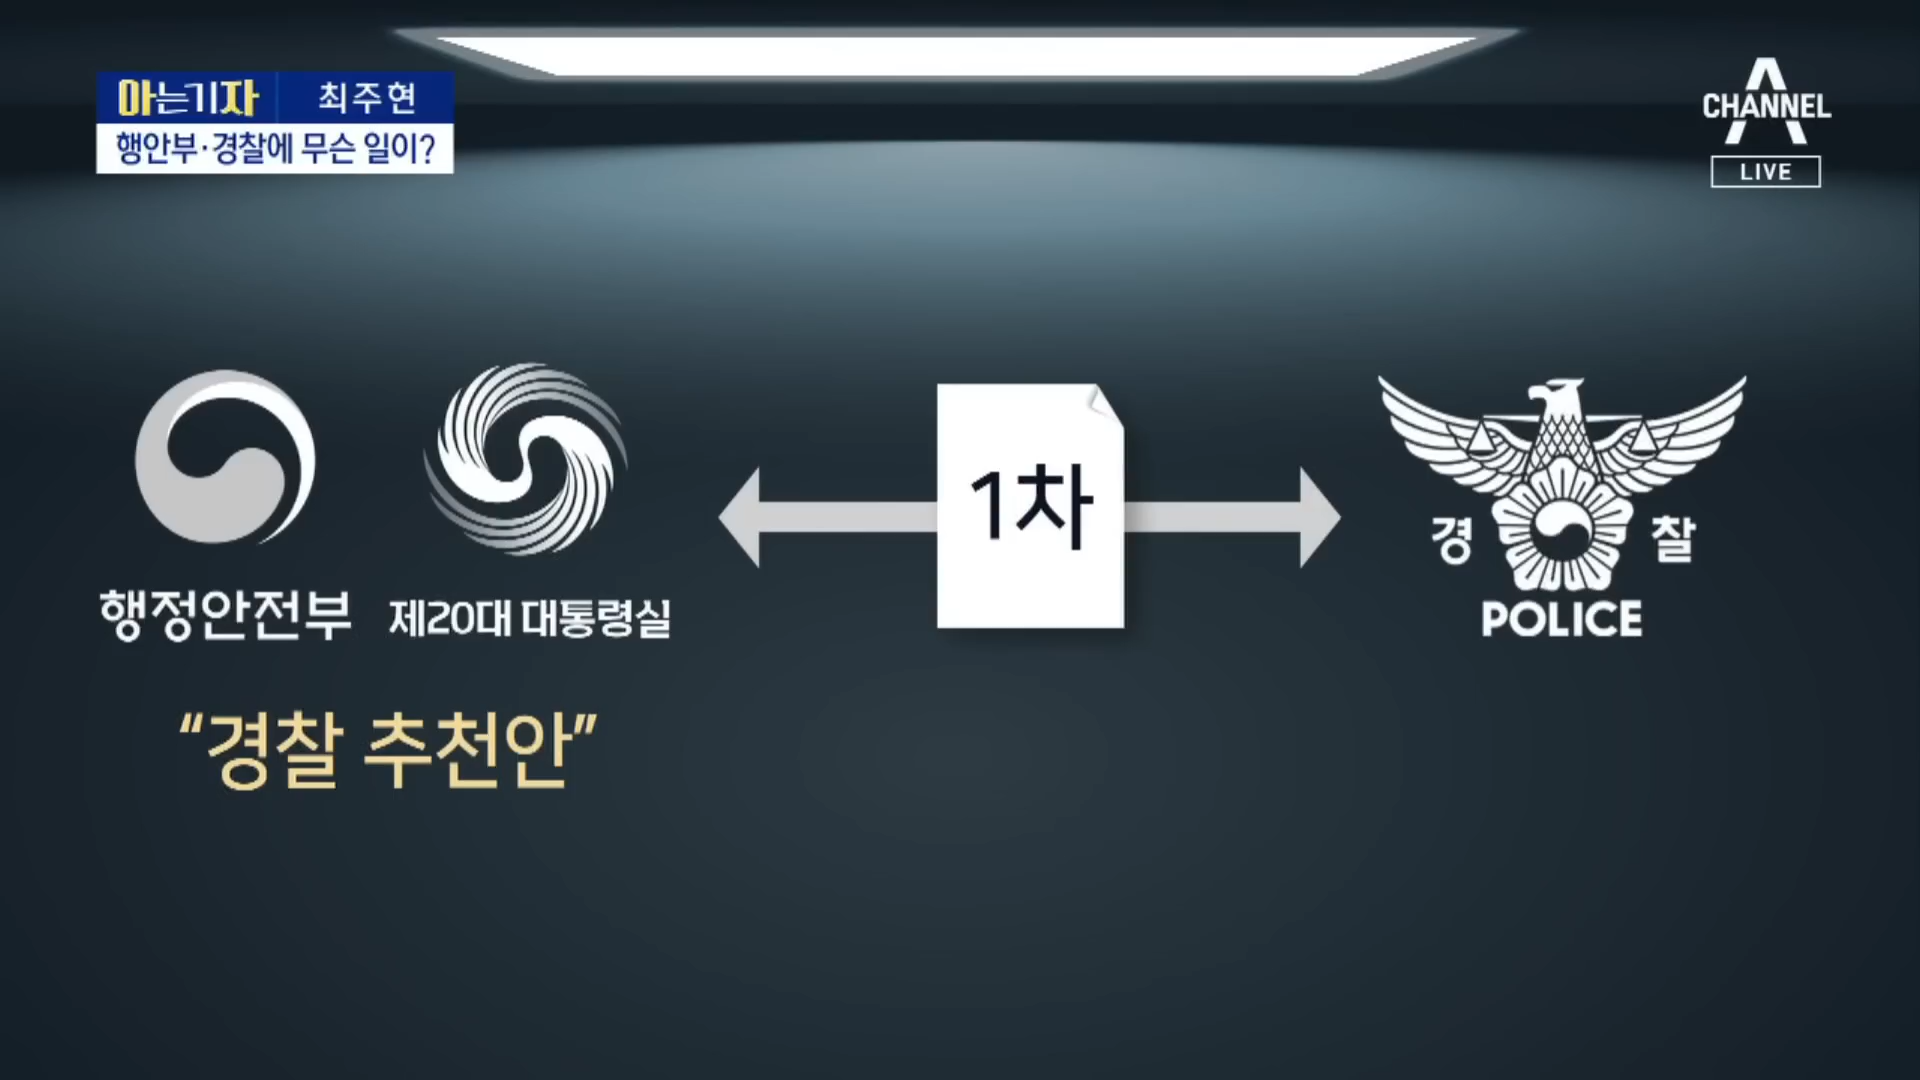 아는기자 최주현
행안부·경찰에 무슨 일이?
CHANNEL A
LIVE
행정안전부
제20대 대통령실
1차
경찰
POLICE
“경찰 추천안”